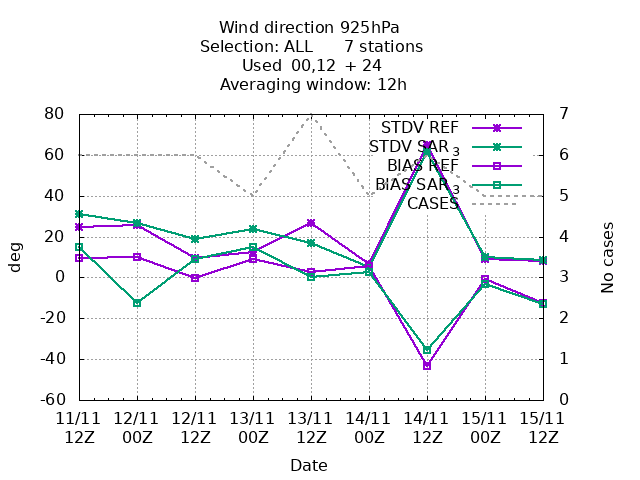 Wind direction 925hPa
Selection: ALL 7 stations
Used 00,12 + 24
Averaging window: 12h
80 7
60 6
40 5
20 4
0 3
-20 2
-40 1
-60 0
STDV REF
STDV SAR 3
BIAS REF
BIAS SAR 3
CASES
deg
No cases
11/11 12/11 12/11 13/11 13/11 14/11 14/11 15/11 15/11
12Z 00Z 12Z 00Z 12Z 00Z 12Z 00Z 12Z
Date